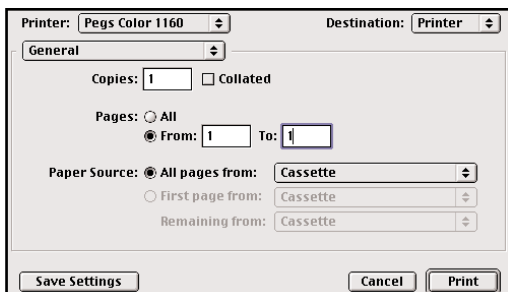 Printer: Pegs Color 1160 Destination: Printer
General
Copies: 1 Collated
Pages: All
From: 1 To: 1
Paper Source: All pages from: Cassette
First page from: Cassette
Remaining from: Cassette
Save Settings Cancel Print